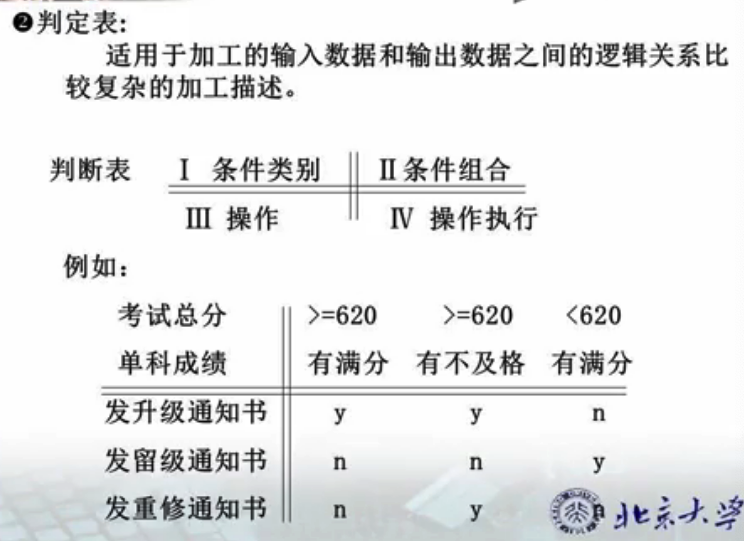 ❷判定表:
适用于加工的输入数据和输出数据之间的逻辑关系比
较复杂的加工描述。
判断表 Ⅰ 条件类别 Ⅱ条件组合
Ⅲ 操作 Ⅳ 操作执行
例如:
考试总分 >=620 >=620 <620
单科成绩 有满分 有不及格 有满分
发升级通知书 y y n
发留级通知书 n n y
发重修通知书 n y n
北京大学